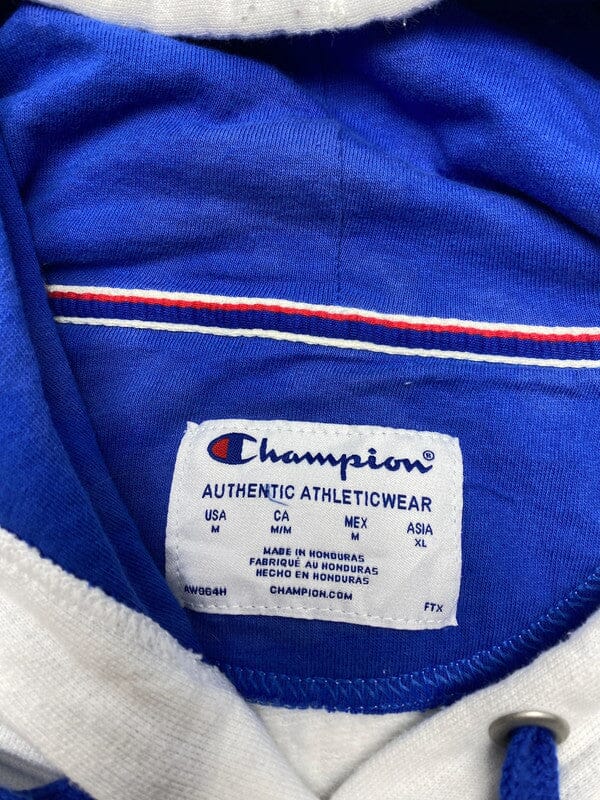 Champion®
AUTHENTIC ATHLETICWEAR
USA CA MEX ASIA
M M/M M XL
MADE IN HONDURAS
FABRIQUÉ AU HONDURAS
HECHO EN HONDURAS
AW964H CHAMPION.COM FTX